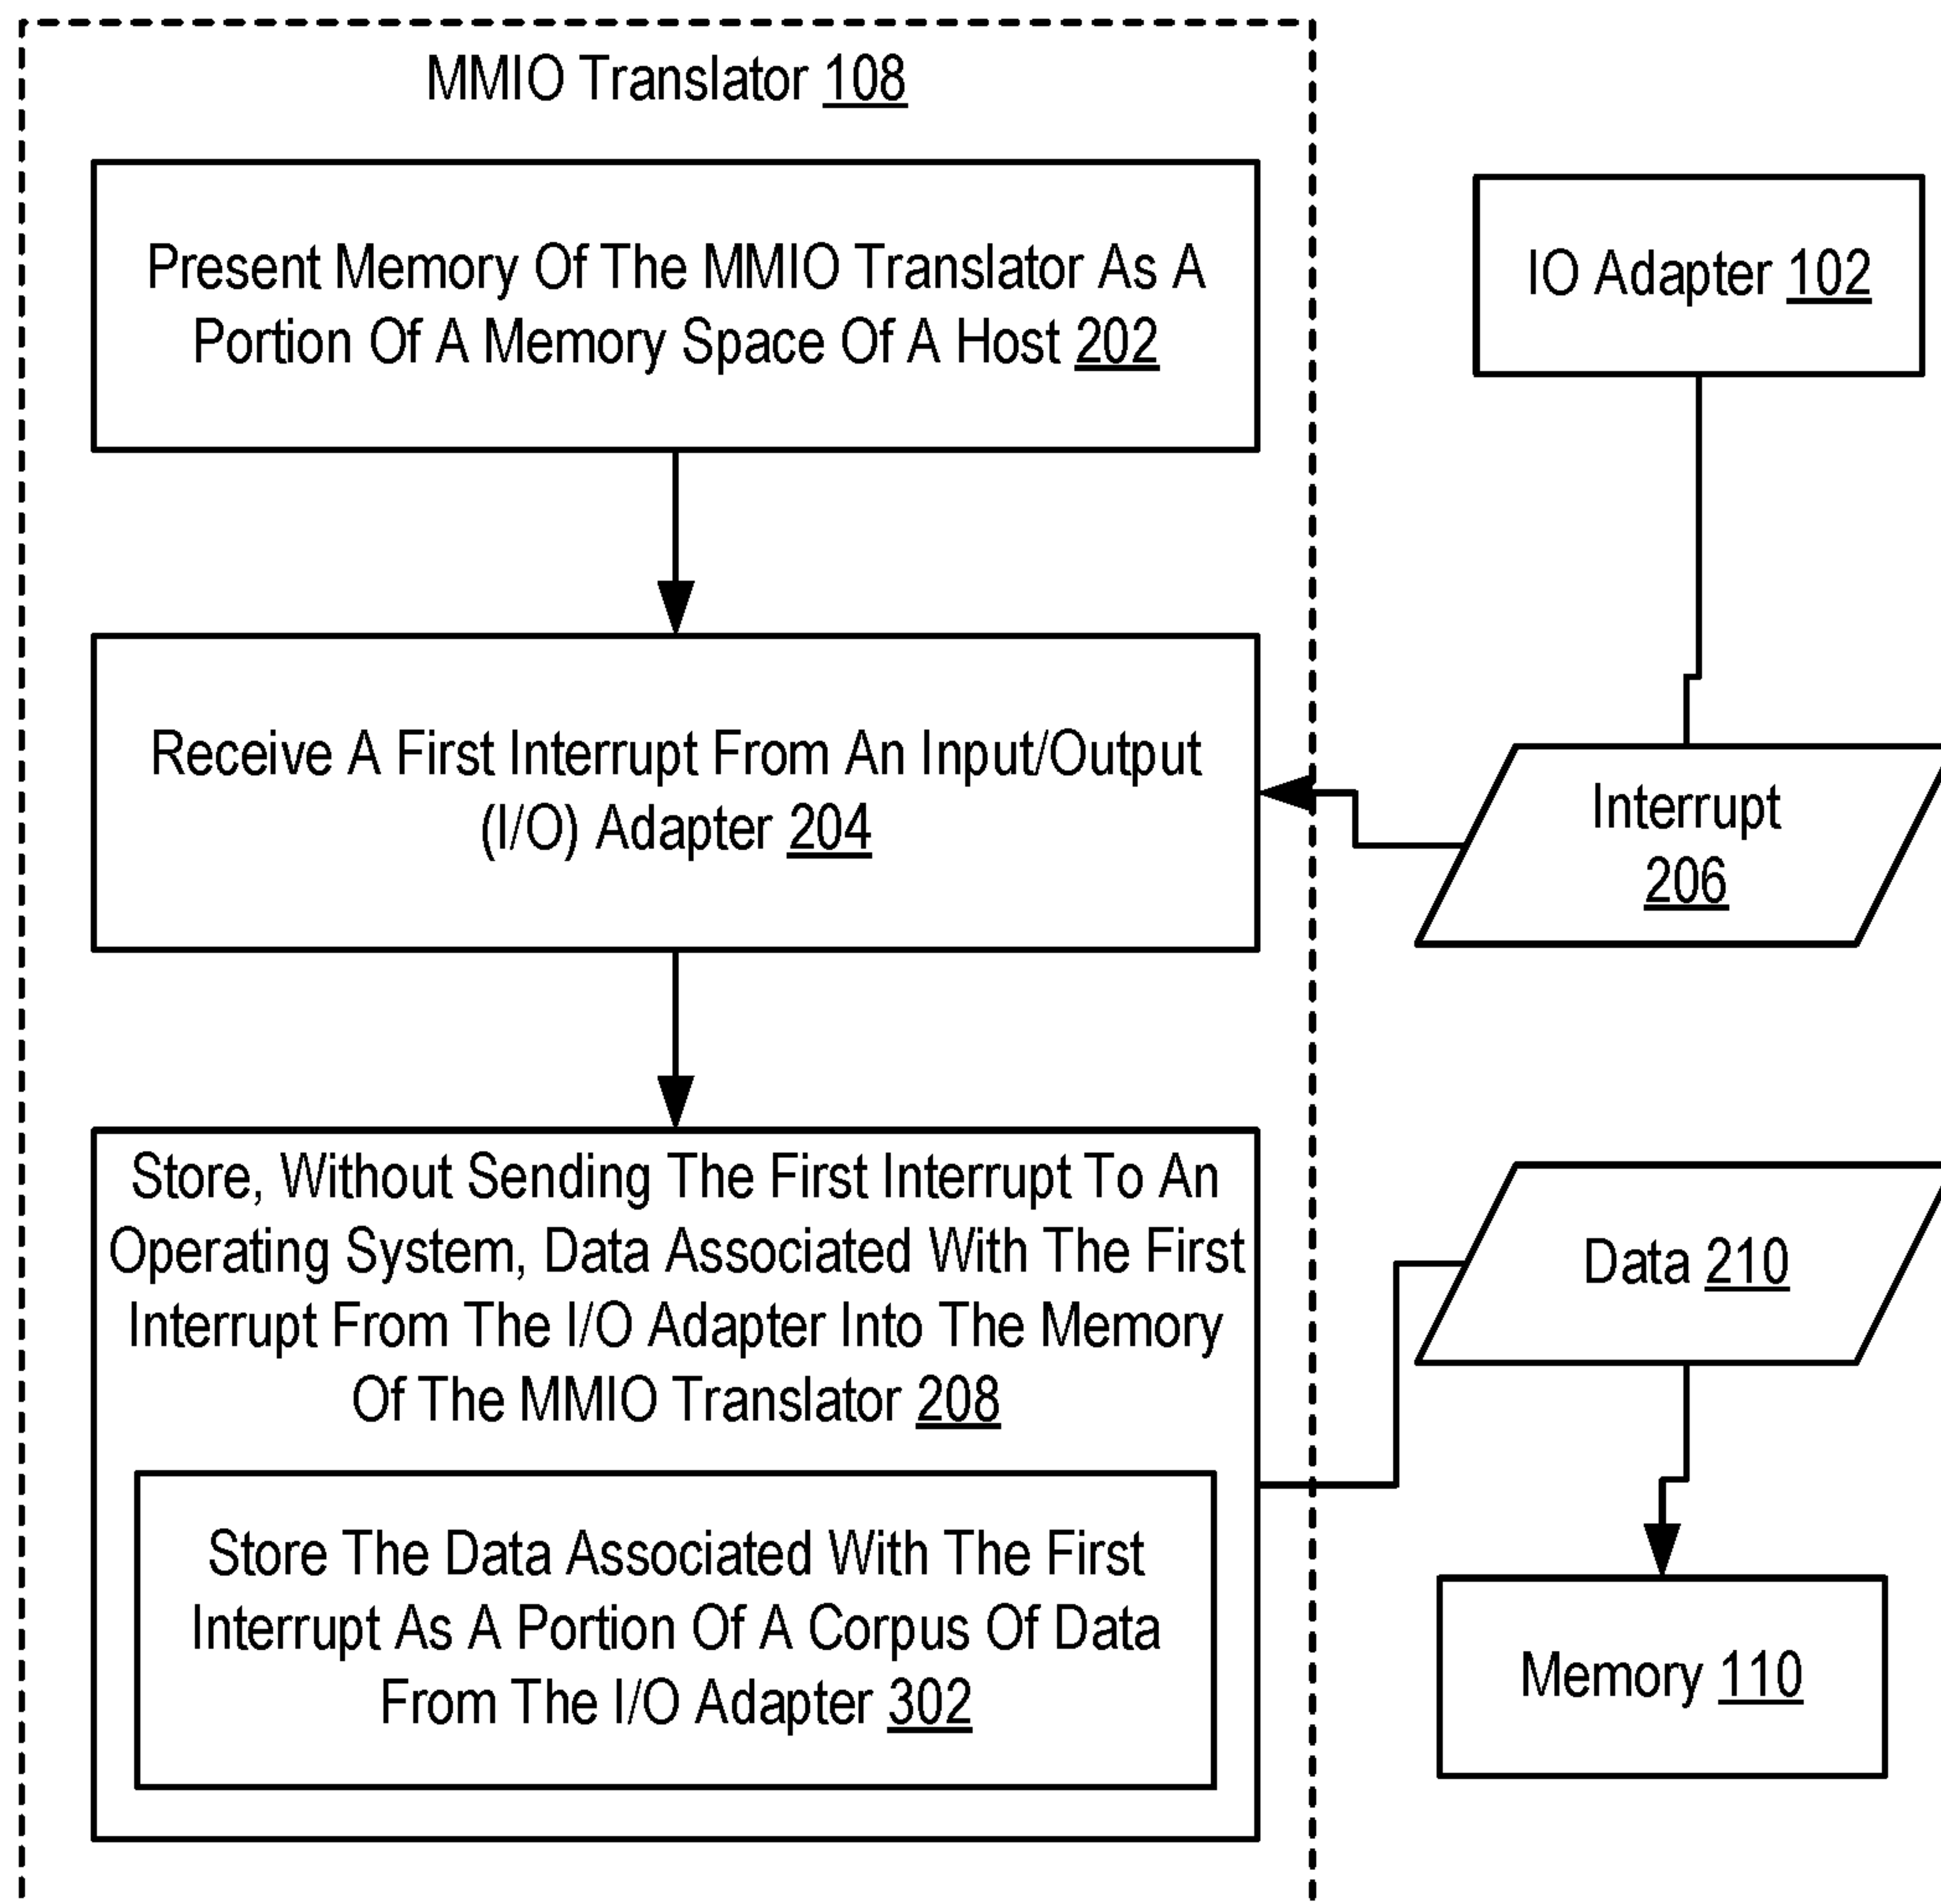 MMIO Translator 108
Present Memory Of The MMIO Translator As A
Portion Of A Memory Space Of A Host 202
IO Adapter 102
Receive A First Interrupt From An Input/Output
(I/O) Adapter 204
Interrupt
206
Store, Without Sending The First Interrupt To An
Operating System, Data Associated With The First
Interrupt From The I/O Adapter Into The Memory
Of The MMIO Translator 208
Data 210
Store The Data Associated With The First
Interrupt As A Portion Of A Corpus Of Data
From The I/O Adapter 302
Memory 110